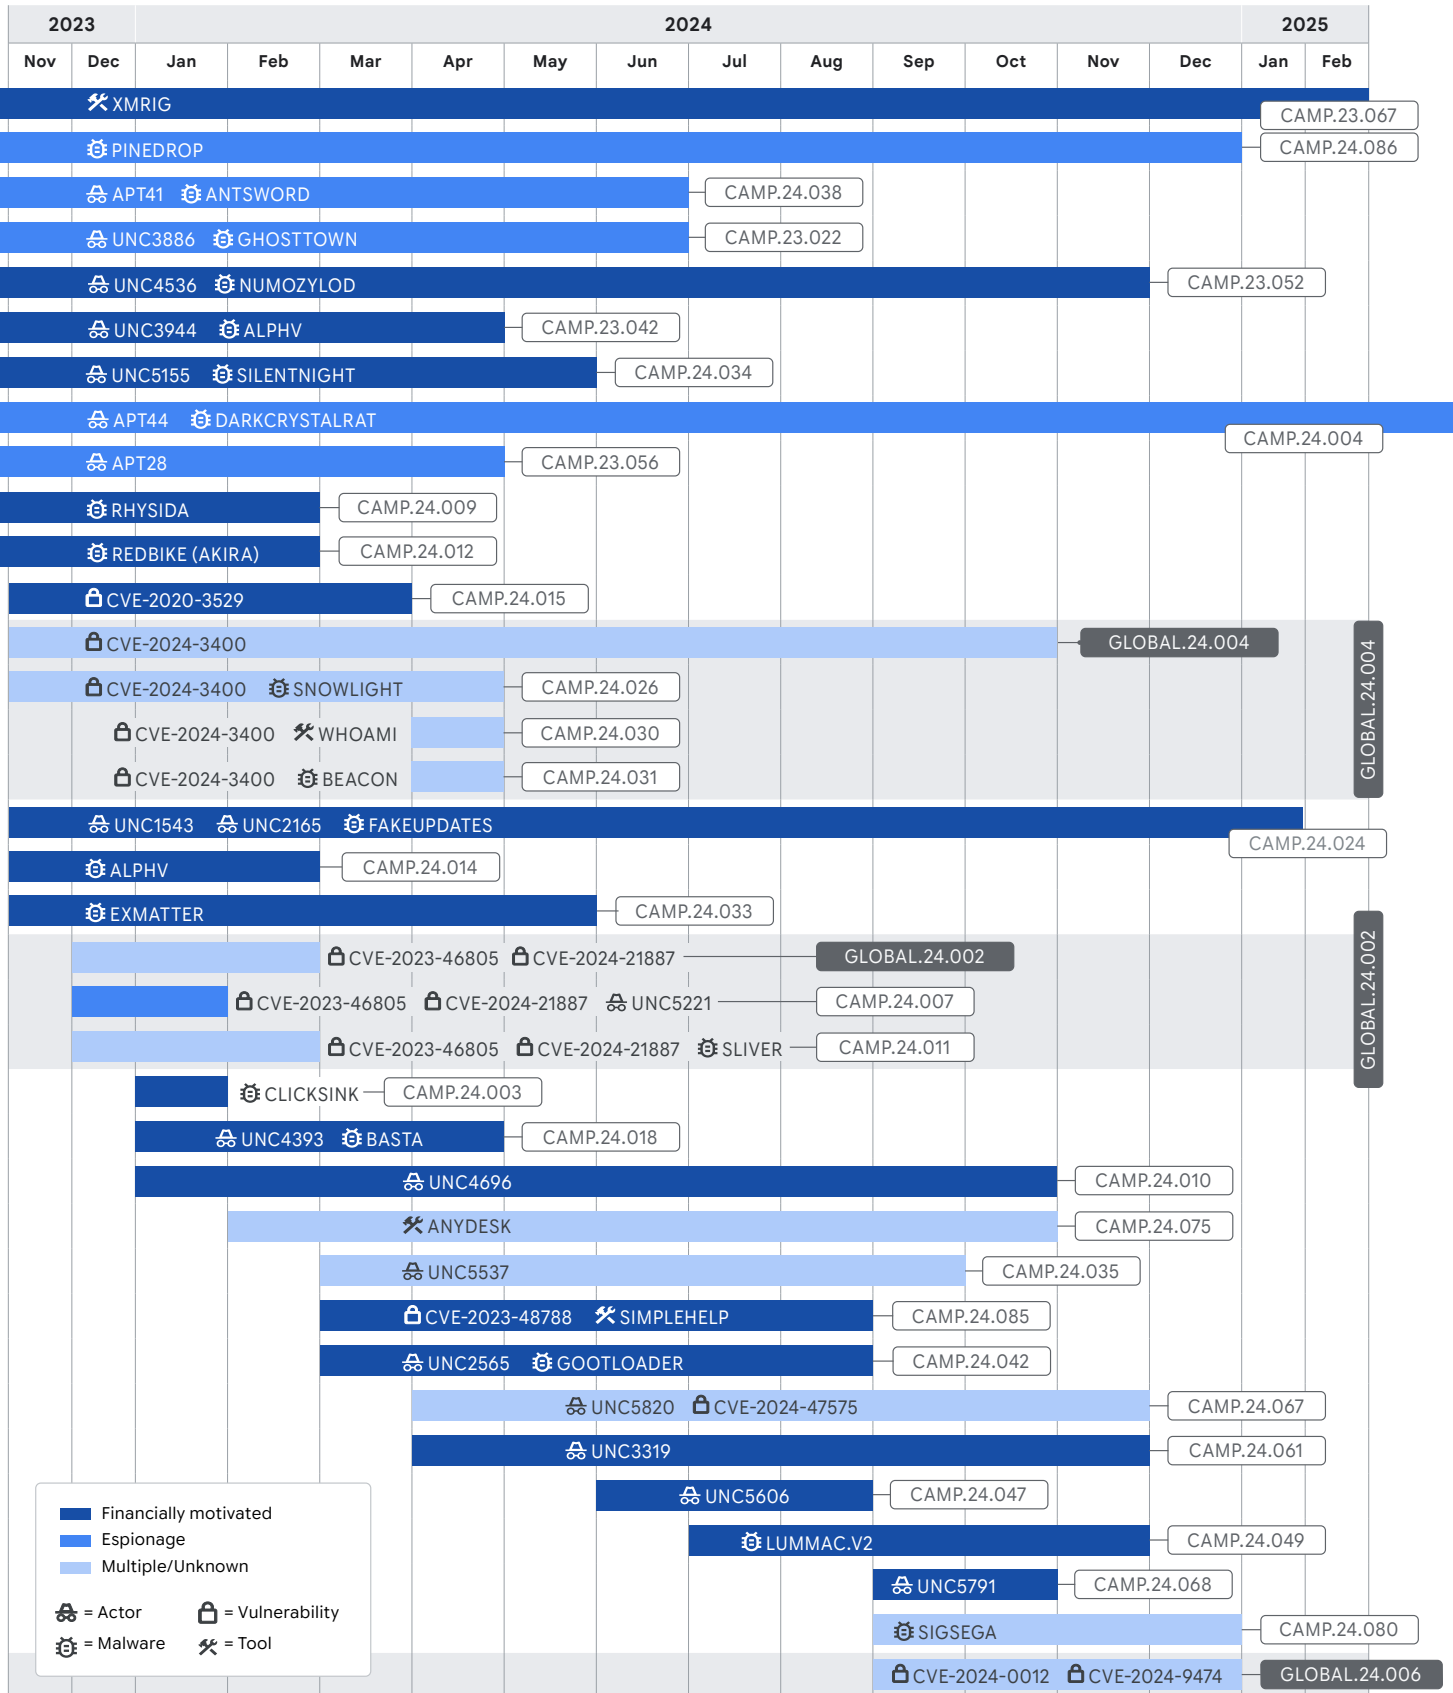 2023 2024 2025
Nov Dec Jan Feb Mar Apr May Jun Jul Aug Sep Oct Nov Dec Jan Feb
XMRIG CAMP.23.067
PINEDROP CAMP.24.086
APT41 ANTSWORD CAMP.24.038
UNC3886 GHOSTTOWN CAMP.23.022
UNC4536 NUMOZYLOD CAMP.23.052
UNC3944 ALPHV CAMP.23.042
UNC5155 SILENTNIGHT CAMP.24.034
APT44 DARKCRYSTALRAT CAMP.24.004
APT28 CAMP.23.056
RHYSIDA CAMP.24.009
REDBIKE (AKIRA) CAMP.24.012
CVE-2020-3529 CAMP.24.015
CVE-2024-3400 GLOBAL.24.004
CVE-2024-3400 SNOWLIGHT CAMP.24.026
CVE-2024-3400 WHOAMI CAMP.24.030
CVE-2024-3400 BEACON CAMP.24.031
GLOBAL.24.004
UNC1543 UNC2165 FAKEUPDATES CAMP.24.024
ALPHV CAMP.24.014
EXMATTER CAMP.24.033
CVE-2023-46805 CVE-2024-21887 GLOBAL.24.002
CVE-2023-46805 CVE-2024-21887 UNC5221 CAMP.24.007
CVE-2023-46805 CVE-2024-21887 SLIVER CAMP.24.011
GLOBAL.24.002
CLICKSINK CAMP.24.003
UNC4393 BASTA CAMP.24.018
UNC4696 CAMP.24.010
ANYDESK CAMP.24.075
UNC5537 CAMP.24.035
CVE-2023-48788 SIMPLEHELP CAMP.24.085
UNC2565 GOOTLOADER CAMP.24.042
UNC5820 CVE-2024-47575 CAMP.24.067
UNC3319 CAMP.24.061
UNC5606 CAMP.24.047
LUMMAC.V2 CAMP.24.049
UNC5791 CAMP.24.068
SIGSEGA CAMP.24.080
CVE-2024-0012 CVE-2024-9474 GLOBAL.24.006
Financially motivated
Espionage
Multiple/Unknown
= Actor = Vulnerability
= Malware = Tool